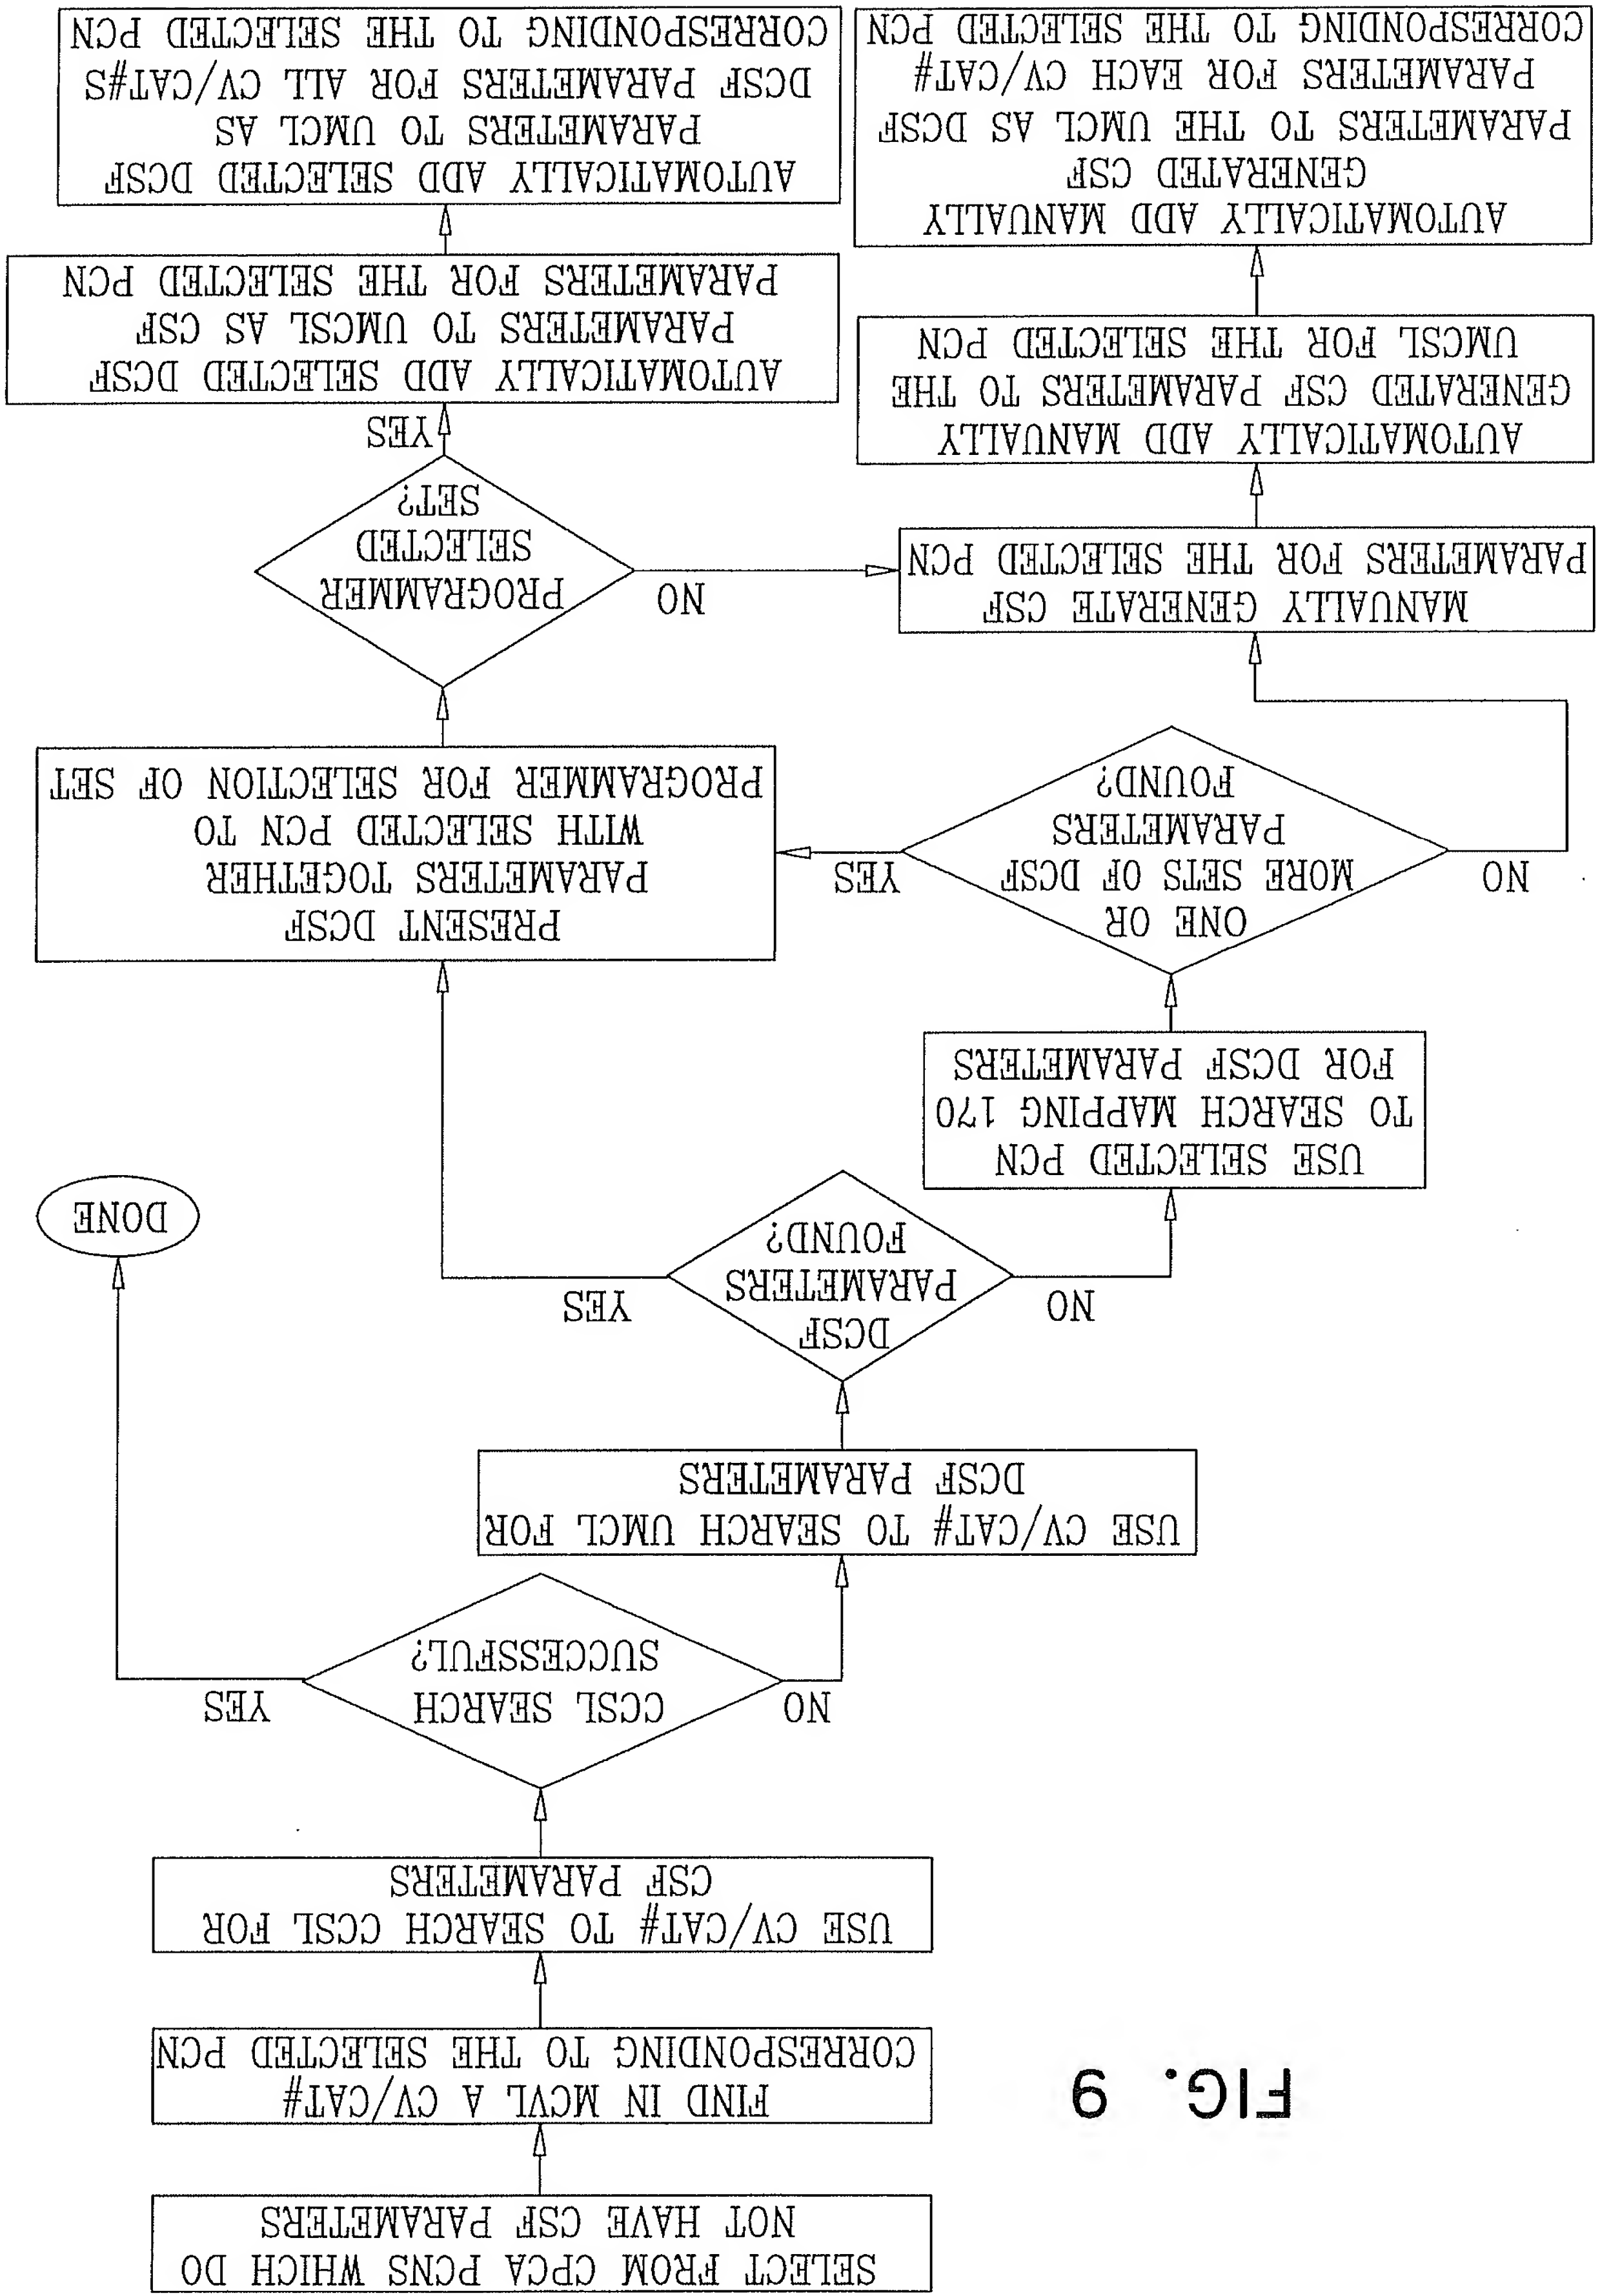 FIG. 9
SELECT FROM CPCA PCNS WHICH DO
NOT HAVE CSF PARAMETERS
FIND IN MCVL A CV/CAT#
CORRESPONDING TO THE SELECTED PCN
USE CV/CAT# TO SEARCH CCSL FOR
CSF PARAMETERS
CCSL SEARCH
SUCCESSFUL?
NO
YES
DONE
USE CV/CAT# TO SEARCH UMCL FOR
DCSF PARAMETERS
DCSF
PARAMETERS
FOUND?
NO
YES
USE SELECTED PCN
TO SEARCH MAPPING 170
FOR DCSF PARAMETERS
ONE OR
MORE SETS OF DCSF
PARAMETERS
FOUND?
NO
YES
PRESENT DCSF
PARAMETERS TOGETHER
WITH SELECTED PCN TO
PROGRAMMER FOR SELECTION OF SET
PROGRAMMER
SELECTED
SET?
NO
YES
MANUALLY GENERATE CSF
PARAMETERS FOR THE SELECTED PCN
AUTOMATICALLY ADD MANUALLY
GENERATED CSF PARAMETERS TO THE
UMCSL FOR THE SELECTED PCN
AUTOMATICALLY ADD MANUALLY
GENERATED CSF
PARAMETERS TO THE UMCL AS DCSF
PARAMETERS FOR EACH CV/CAT#
CORRESPONDING TO THE SELECTED PCN
AUTOMATICALLY ADD SELECTED DCSF
PARAMETERS TO UMCSL AS CSF
PARAMETERS FOR THE SELECTED PCN
AUTOMATICALLY ADD SELECTED DCSF
PARAMETERS TO UMCL AS
DCSF PARAMETERS FOR ALL CV/CAT#S
CORRESPONDING TO THE SELECTED PCN